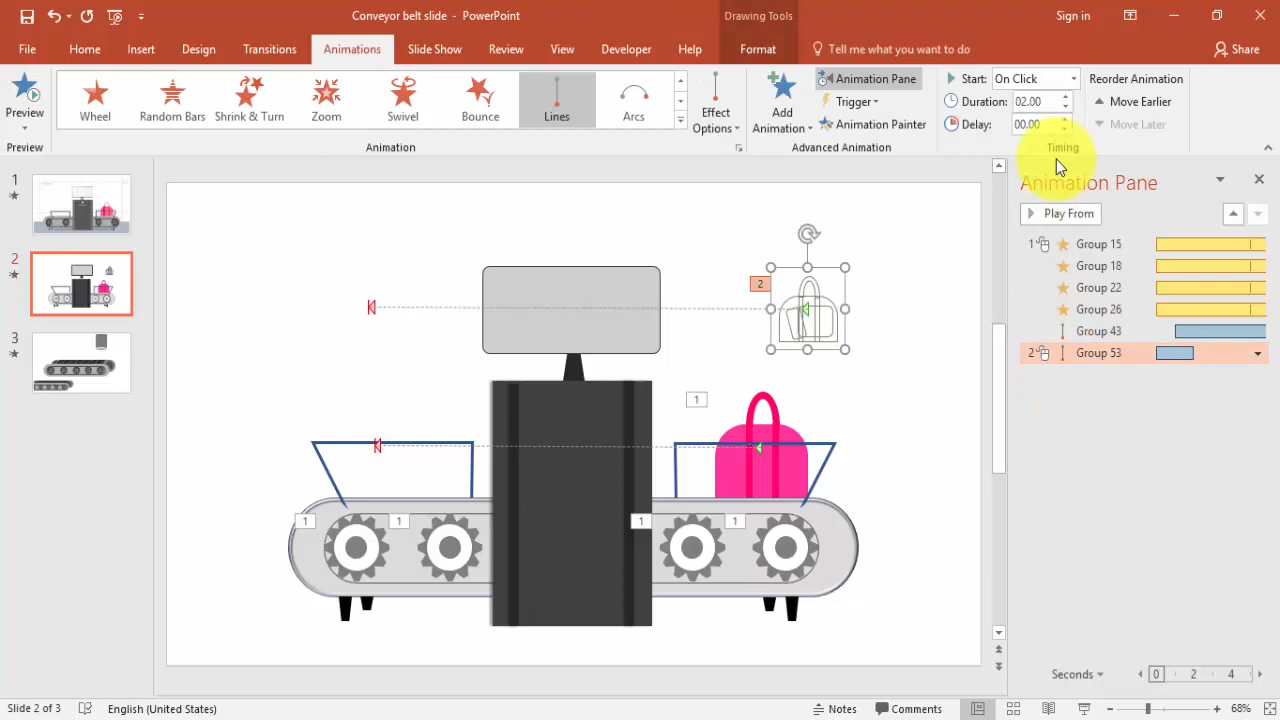 Conveyor belt slide - PowerPoint
Drawing Tools
Sign in
File Home Insert Design Transitions Animations Slide Show Review View Developer Help Format Tell me what you want to do Share
Preview
Preview
Wheel Random Bars Shrink & Turn Zoom Swivel Bounce Lines Arcs
Animation
Effect
Options
Add
Animation
Animation Pane
Trigger
Animation Painter
Advanced Animation
Start: On Click
Duration: 02.00
Delay: 00.00
Timing
Reorder Animation
Move Earlier
Move Later
1
2
3
2
1
1
1
1
1
Animation Pane
Play From
1 Group 15
Group 18
Group 22
Group 26
Group 43
2 Group 53
Seconds 0 2 4
Slide 2 of 3 English (United States) Notes Comments 68%